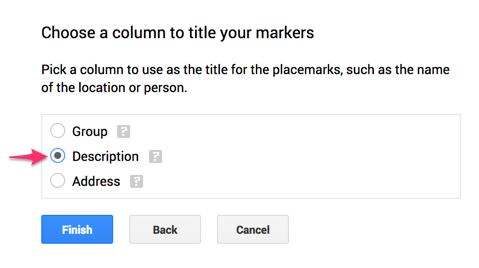 Choose a column to title your markers
Pick a column to use as the title for the placemarks, such as the name
of the location or person.
Group ?
Description ?
Address ?
Finish Back Cancel